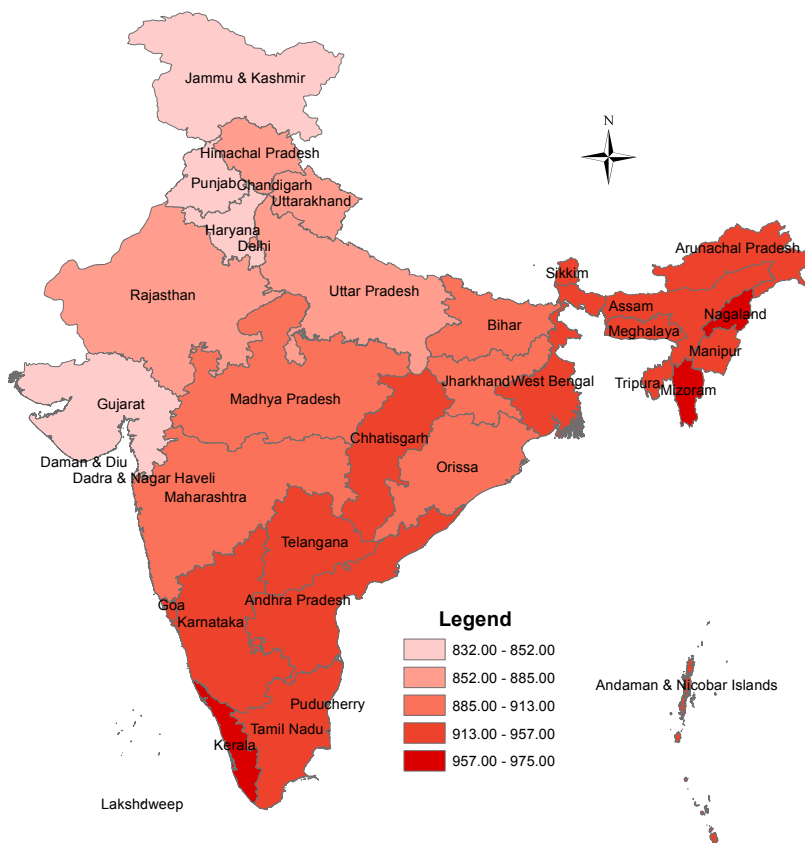 Jammu & Kashmir
N
Himachal Pradesh
Punjab
Chandigarh
Uttarakhand
Haryana
Delhi
Arunachal Pradesh
Sikkim
Rajasthan
Uttar Pradesh
Assam
Nagaland
Bihar
Meghalaya
Manipur
Jharkhand
West Bengal
Tripura
Mizoram
Gujarat
Madhya Pradesh
Chhatisgarh
Daman & Diu
Orissa
Dadra & Nagar Haveli
Maharashtra
Telangana
Goa
Andhra Pradesh
Karnataka
Legend
832.00 - 852.00
852.00 - 885.00
885.00 - 913.00
913.00 - 957.00
957.00 - 975.00
Andaman & Nicobar Islands
Puducherry
Tamil Nadu
Kerala
Lakshdweep